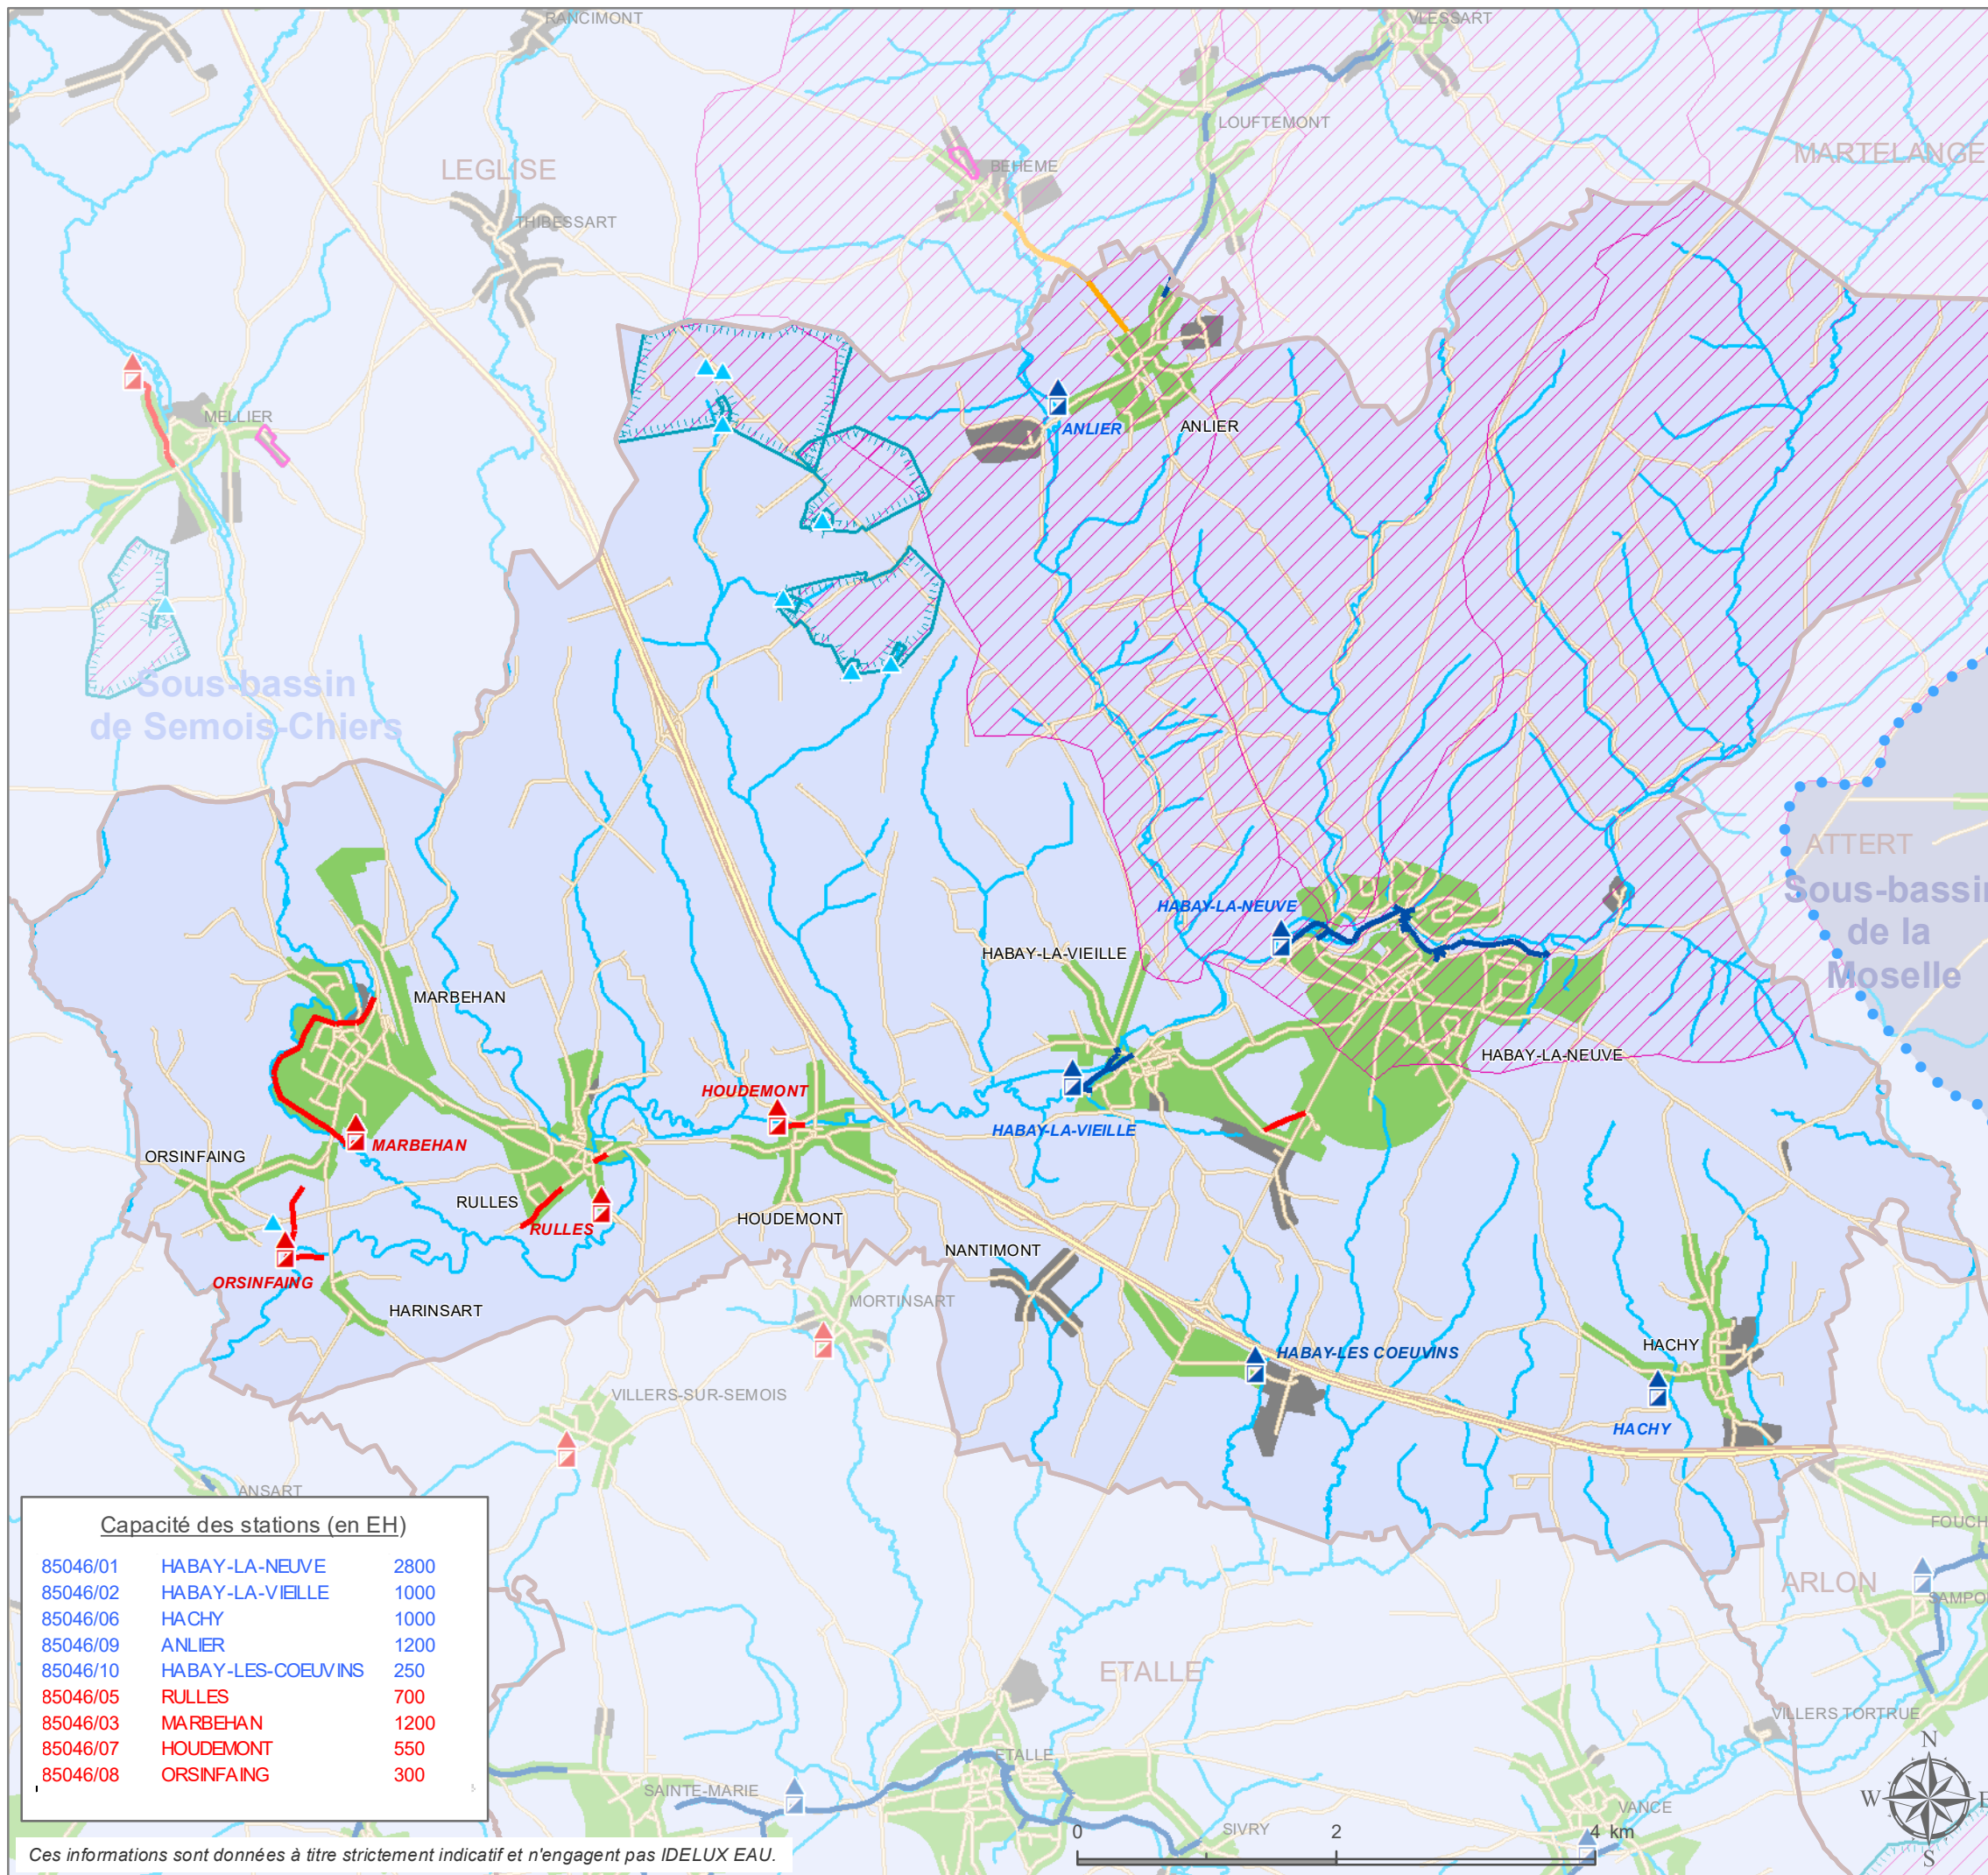 RANCIMONT
VLESSART
LOUFTEMONT
LEGLISE
BEHEME
MARTELANGE
THIBESSART
MELLIER
ANLIER
ANLIER
Sous-bassin
de Semois-Chiers
ATTERT
Sous-bassin
de la
Moselle
HABAY-LA-NEUVE
HABAY-LA-VIEILLE
MARBEHAN
HABAY-LA-NEUVE
HOUDEMONT
HABAY-LA-VIEILLE
MARBEHAN
ORSINFAING
RULLES
RULLES
HOUDEMONT
NANTIMONT
ORSINFAING
HARINSART
MORTINSART
HACHY
HABAY-LES COEUVINS
VILLERS-SUR-SEMOIS
HACHY
ANSART
Capacité des stations (en EH)
85046/01 HABAY-LA-NEUVE 2800
85046/02 HABAY-LA-VIEILLE 1000
85046/06 HACHY 1000
85046/09 ANLIER 1200
85046/10 HABAY-LES-COEUVINS 250
85046/05 RULLES 700
85046/03 MARBEHAN 1200
85046/07 HOUDEMONT 550
85046/08 ORSINFAING 300
FOUCH
ARLON
SAMPO
ETALLE
VILLERS TORTRUE
ETALLE
SAINTE-MARIE
SIVRY
VANCE
N
W
E
S
0 2 4 km
Ces informations sont données à titre strictement indicatif et n'engagent pas IDELUX EAU.